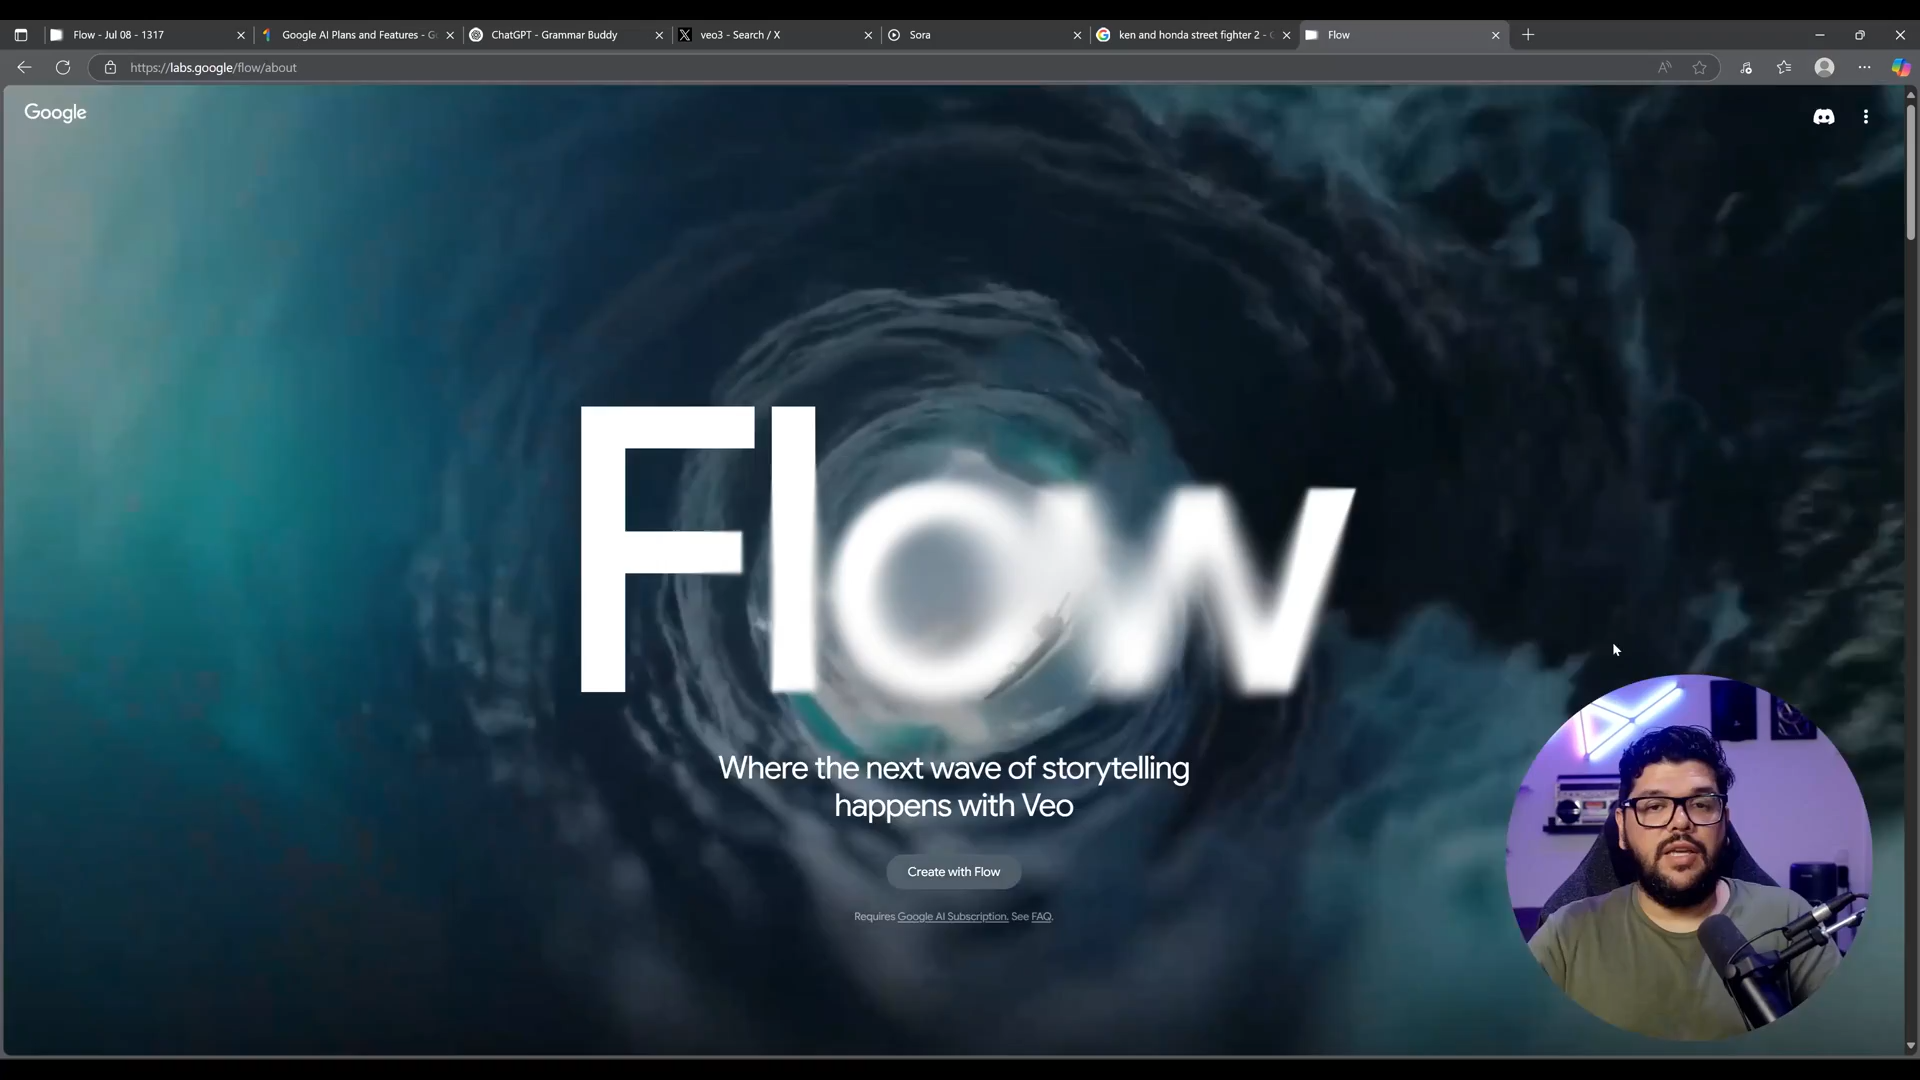 Flow - Jul 08 - 1317
Google AI Plans and Features - G
ChatGPT - Grammar Buddy
veo3 - Search / X
Sora
ken and honda street fighter 2 -
Flow
https://labs.google/flow/about
Google
Flow
Where the next wave of storytelling
happens with Veo
Create with Flow
Requires Google AI Subscription. See FAQ.